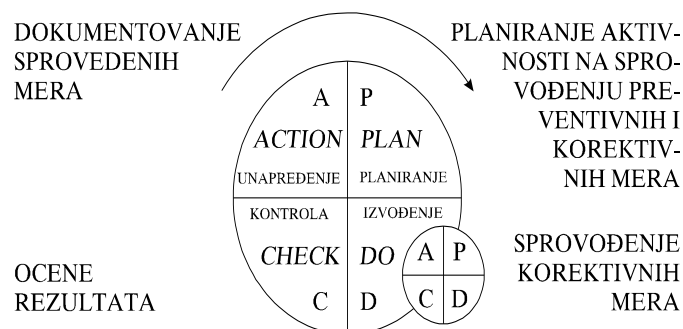 DOKUMENTOVANJE
SPROVEDENIH
MERA
PLANIRANJE AKTIV-
NOSTI NA SPRO-
VOĐENJU PRE-
VENTIVNIH I
KOREKTIV-
NIH MERA
A P
ACTION PLAN
UNAPREĐENJE PLANIRANJE
KONTROLA IZVOĐENJE
CHECK DO
C D
A P
C D
OCENE
REZULTATA
SPROVOĐENJE
KOREKTIVNIH
MERA